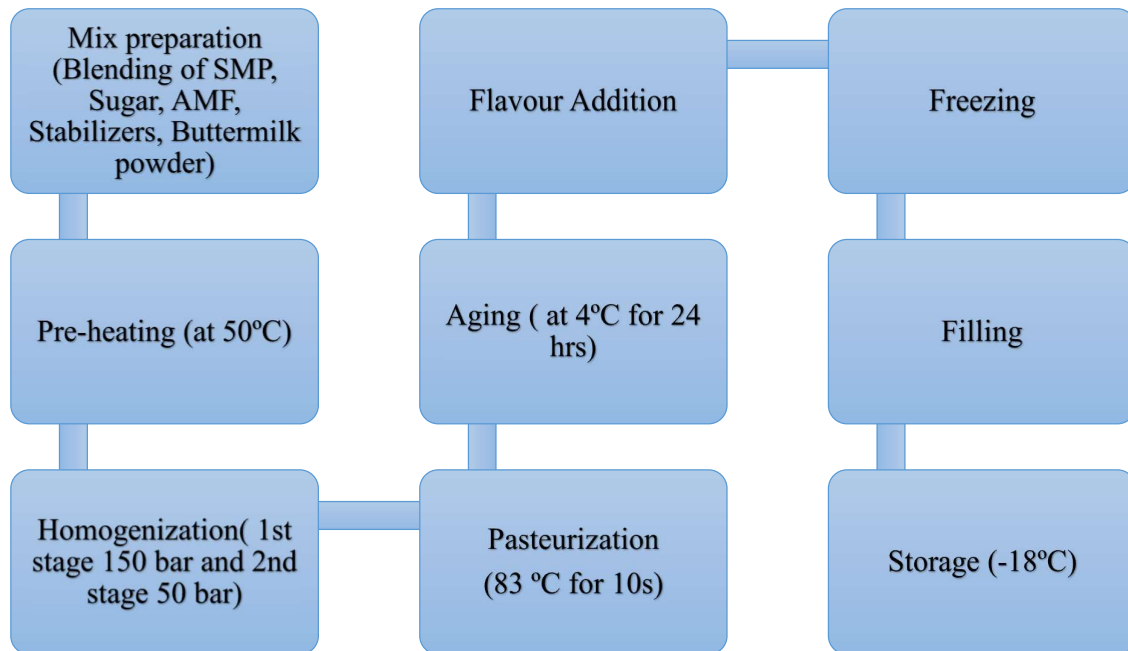 Mix preparation
(Blending of SMP,
Sugar, AMF,
Stabilizers, Buttermilk
powder)
Pre-heating (at 50ºC)
Homogenization( 1st
stage 150 bar and 2nd
stage 50 bar)
Pasteurization
(83 ºC for 10s)
Aging ( at 4ºC for 24
hrs)
Flavour Addition
Freezing
Filling
Storage (-18ºC)